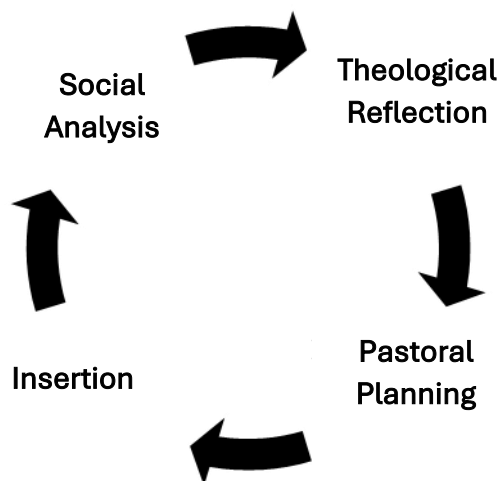 Social
Analysis
Theological
Reflection
Pastoral
Planning
Insertion